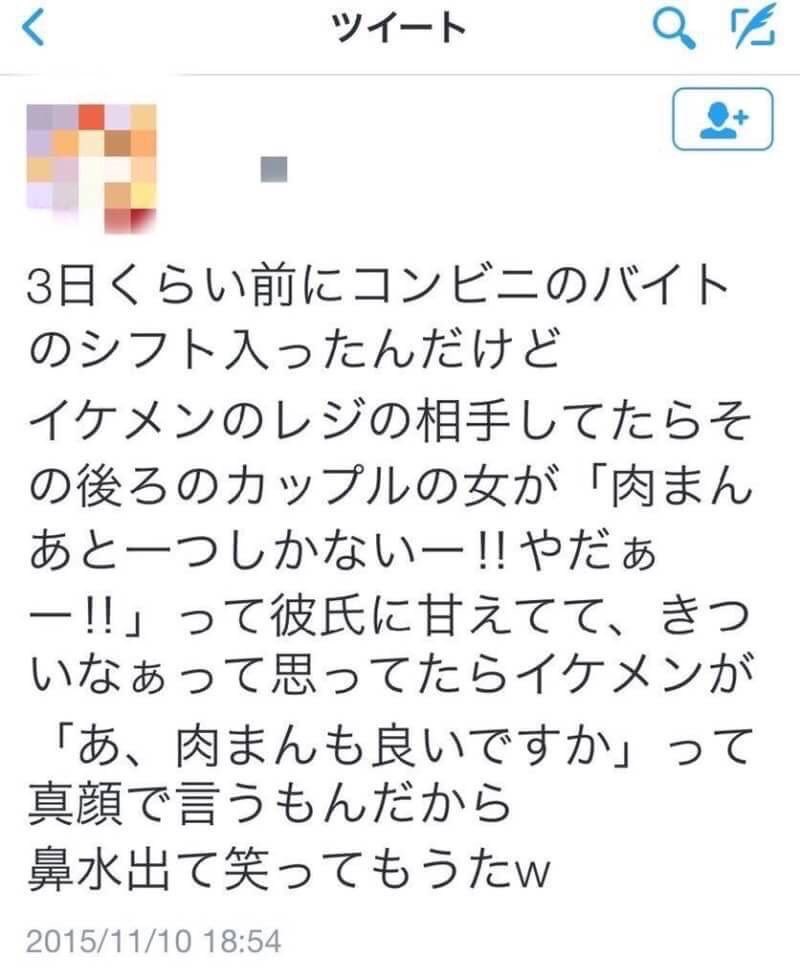 ツイート
3日くらい前にコンビニのバイト
のシフト入ったんだけど
イケメンのレジの相手してたらそ
の後ろのカップルの女が「肉まん
あと一つしかないー!!やだぁ
ー!!」って彼氏に甘えてて、きつ
いなぁって思ってたらイケメンが
「あ、肉まんも良いですか」って
真顔で言うもんだから
鼻水出て笑ってもうたw
2015/11/10 18:54